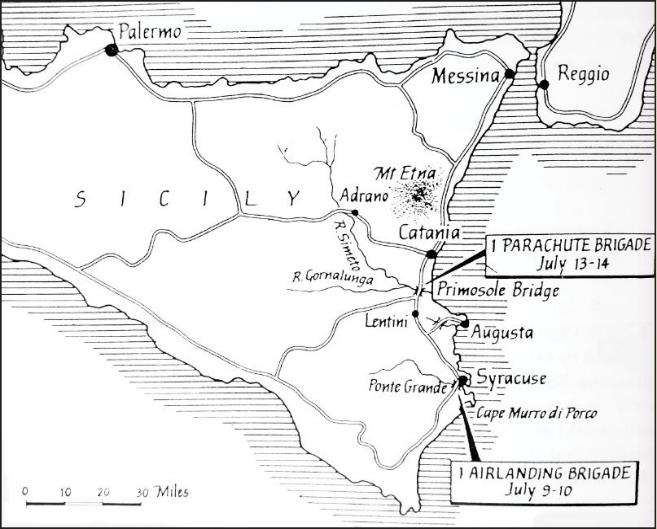 Palermo
Messina
Reggio
Mt Etna
SICILY
Adrano
R. Simeto
Catania
1 PARACHUTE BRIGADE
July 13-14
R. Gornalunga
Primosole Bridge
Lentini
Augusta
Ponte Grande
Syracuse
Cape Murro di Porco
1 AIRLANDING BRIGADE
July 9-10
0 10 20 30 Miles